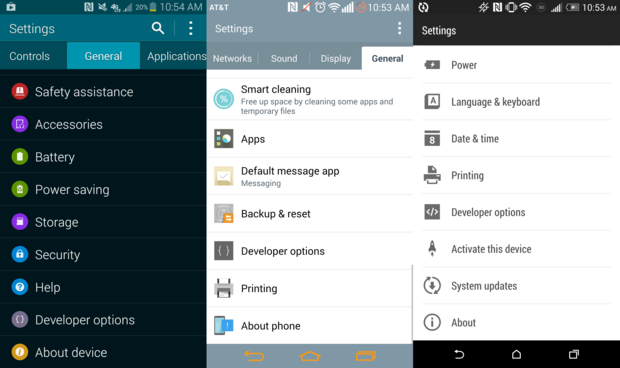 20% 10:54 AM
Settings
Controls General Applications
Safety assistance
Accessories
Battery
Power saving
Storage
Security
Help
Developer options
About device
AT&T 10:53 AM
Settings
Networks Sound Display General
Smart cleaning
Free up space by cleaning some apps and
temporary files
Apps
Default message app
Messaging
Backup & reset
Developer options
Printing
About phone
10:53 AM
Settings
Power
Language & keyboard
Date & time
Printing
Developer options
Activate this device
System updates
About